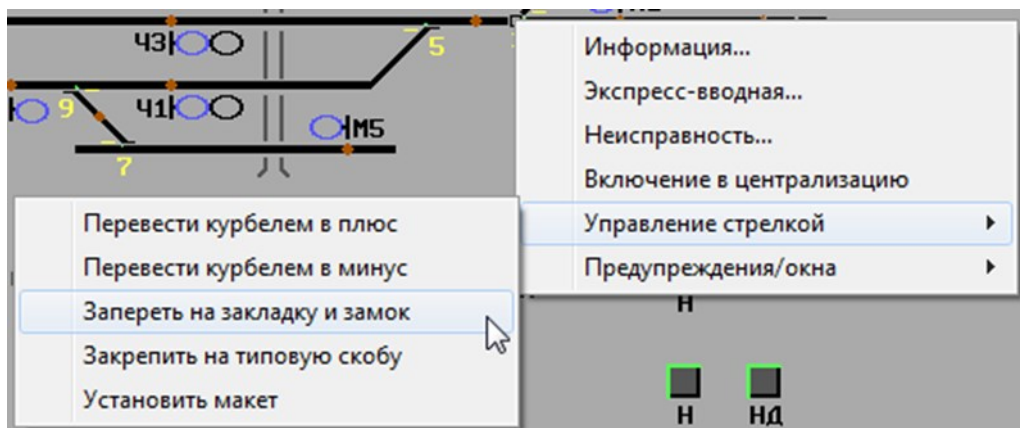 Ч3
5
Информация...
Экспресс-вводная...
Неисправность...
Включение в централизацию
Управление стрелкой
Предупреждения/окна
9
Ч1
М5
7
Перевести курбелем в плюс
Перевести курбелем в минус
Запереть на закладку и замок
Закрепить на типовую скобу
Установить макет
Н
Н
НД